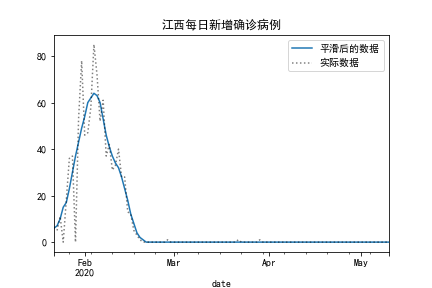 江西每日新增确诊病例
平滑后的数据
实际数据
80
60
40
20
0
Feb
2020
Mar
Apr
May
date